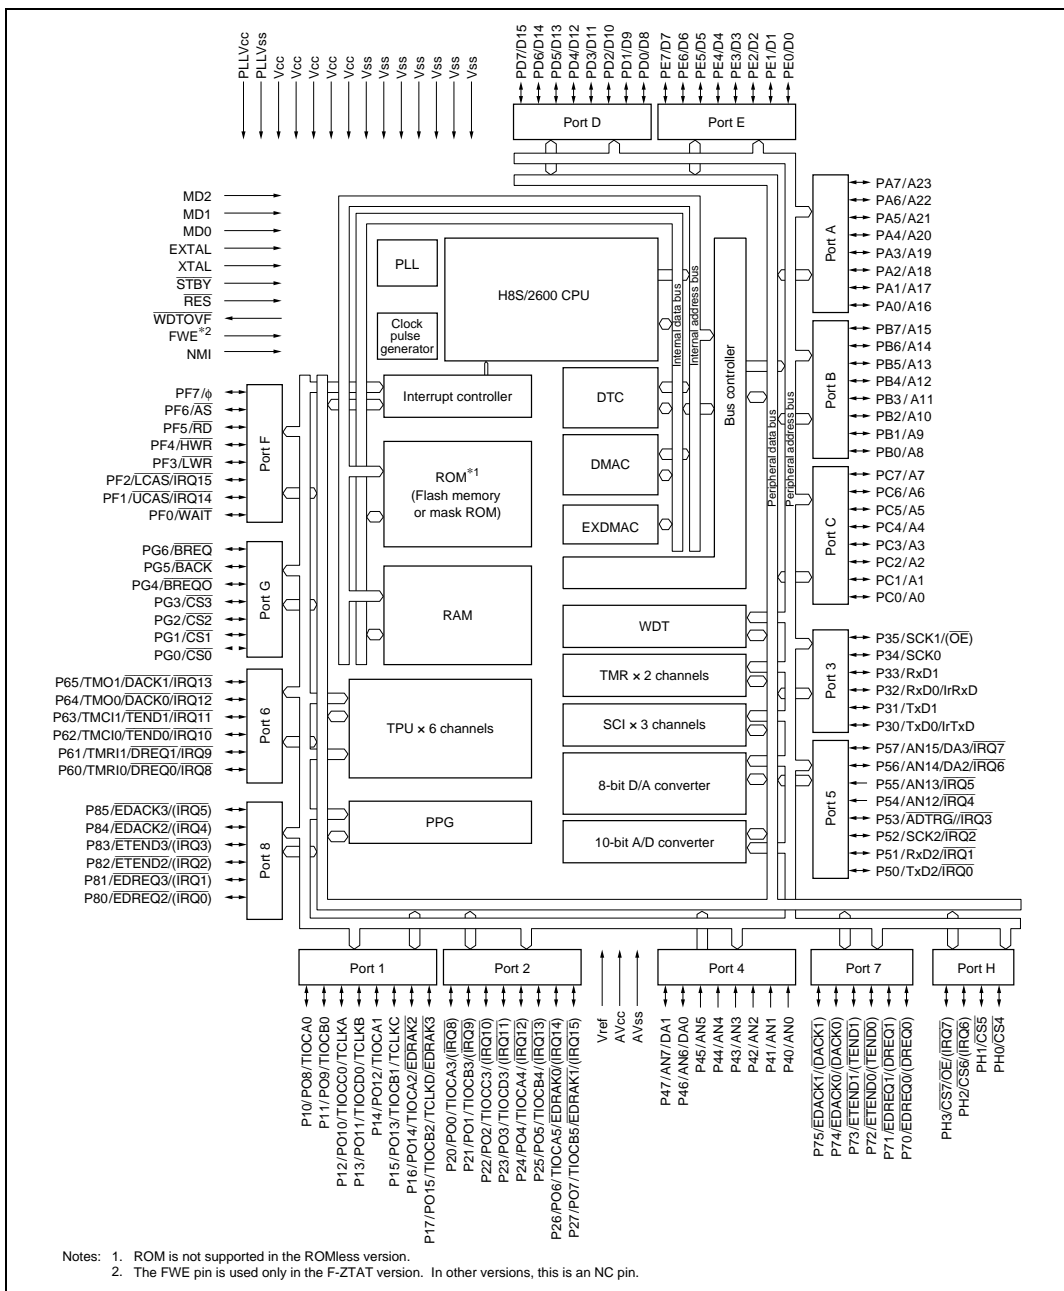 PLLVcc
PLLVss
Vcc
Vcc
Vcc
Vcc
Vcc
Vss
Vss
Vss
Vss
Vss
Vss
Vss
PD7/D15
PD6/D14
PD5/D13
PD4/D12
PD3/D11
PD2/D10
PD1/D9
PD0/D8
PE7/D7
PE6/D6
PE5/D5
PE4/D4
PE3/D3
PE2/D2
PE1/D1
PE0/D0
Port D
Port E
MD2
MD1
MD0
EXTAL
XTAL
STBY
RES
WDTOVF
FWE*2
NMI
PLL
H8S/2600 CPU
Clock
pulse
generator
Interrupt controller
ROM*1
(Flash memory
or mask ROM)
RAM
TPU × 6 channels
PPG
DTC
DMAC
EXDMAC
Internal data bus
Internal address bus
Bus controller
Peripheral data bus
Peripheral address bus
WDT
TMR × 2 channels
SCI × 3 channels
8-bit D/A converter
10-bit A/D converter
Port A
PA7/A23
PA6/A22
PA5/A21
PA4/A20
PA3/A19
PA2/A18
PA1/A17
PA0/A16
Port B
PB7/A15
PB6/A14
PB5/A13
PB4/A12
PB3 / A11
PB2/A10
PB1/A9
PB0/A8
Port C
PC7/A7
PC6/A6
PC5/A5
PC4/A4
PC3/A3
PC2/A2
PC1/A1
PC0/A0
Port 3
P35/SCK1/(OE)
P34/SCK0
P33/RxD1
P32/RxD0/IrRxD
P31/TxD1
P30/TxD0/IrTxD
Port 5
P57/AN15/DA3/IRQ7
P56/AN14/DA2/IRQ6
P55/AN13/IRQ5
P54/AN12/IRQ4
P53/ADTRG/IRQ3
P52/SCK2/IRQ2
P51/RxD2/IRQ1
P50/TxD2/IRQ0
PF7/φ
PF6/AS
PF5/RD
PF4/HWR
PF3/LWR
PF2/LCAS/IRQ15
PF1/UCAS/IRQ14
PF0/WAIT
Port F
PG6/BREQ
PG5/BACK
PG4/BREQO
PG3/CS3
PG2/CS2
PG1/CS1
PG0/CS0
Port G
P65/TMO1/DACK1/IRQ13
P64/TMO0/DACK0/IRQ12
P63/TMCI1/TEND1/IRQ11
P62/TMCI0/TEND0/IRQ10
P61/TMRI1/DREQ1/IRQ9
P60/TMRI0/DREQ0/IRQ8
Port 6
P85/EDACK3/(IRQ5)
P84/EDACK2/(IRQ4)
P83/ETEND3/(IRQ3)
P82/ETEND2/(IRQ2)
P81/EDREQ3/(IRQ1)
P80/EDREQ2/(IRQ0)
Port 8
Port 1
Port 2
Port 4
Port 7
Port H
P10/PO8/TIOCA0
P11/PO9/TIOCB0
P12/PO10/TIOCC0/TCLKA
P13/PO11/TIOCD0/TCLKB
P14/PO12/TIOCA1
P15/PO13/TIOCB1/TCLKC
P16/PO14/TIOCA2/EDRAK2
P17/PO15/TIOCB2/TCLKD/EDRAK3
P20/PO0/TIOCA3/(IRQ8)
P21/PO1/TIOCB3/(IRQ9)
P22/PO2/TIOCC3/(IRQ10)
P23/PO3/TIOCD3/(IRQ11)
P24/PO4/TIOCA4/(IRQ12)
P25/PO5/TIOCB4/(IRQ13)
P26/PO6/TIOCA5/EDRAK0/(IRQ14)
P27/PO7/TIOCB5/EDRAK1/(IRQ15)
Vref
AVcc
AVss
P47/AN7/DA1
P46/AN6/DA0
P45/AN5
P44/AN4
P43/AN3
P42/AN2
P41/AN1
P40/AN0
P75/EDACK1/(DACK1)
P74/EDACK0/(DACK0)
P73/ETEND1/(TEND1)
P72/ETEND0/(TEND0)
P71/EDREQ1/(DREQ1)
P70/EDREQ0/(DREQ0)
PH3/CS7/OE/(IRQ7)
PH2/CS6/(IRQ6)
PH1/CS5
PH0/CS4
Notes: 1. ROM is not supported in the ROMless version.
2. The FWE pin is used only in the F-ZTAT version. In other versions, this is an NC pin.